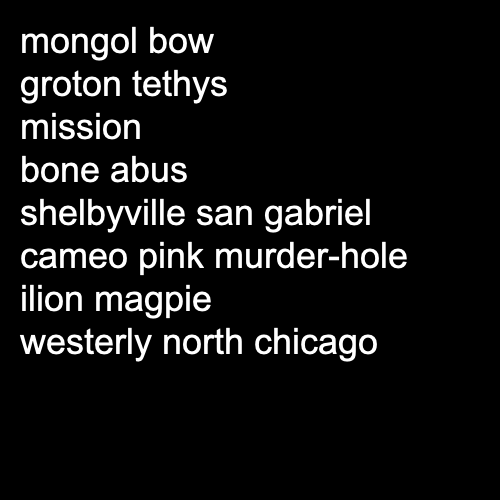 mongol bow
groton tethys
mission
bone abus
shelbyville san gabriel
cameo pink murder-hole
ilion magpie
westerly north chicago